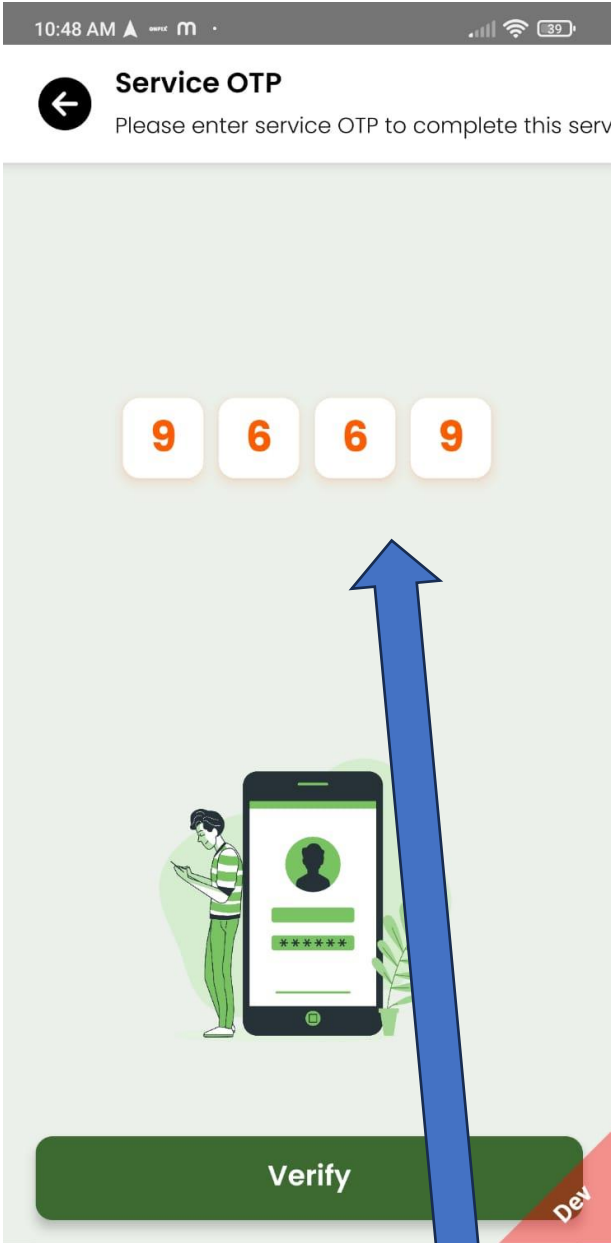 10:48 AM
39
Service OTP
Please enter service OTP to complete this serv
9 6 6 9
******
Verify
Dev